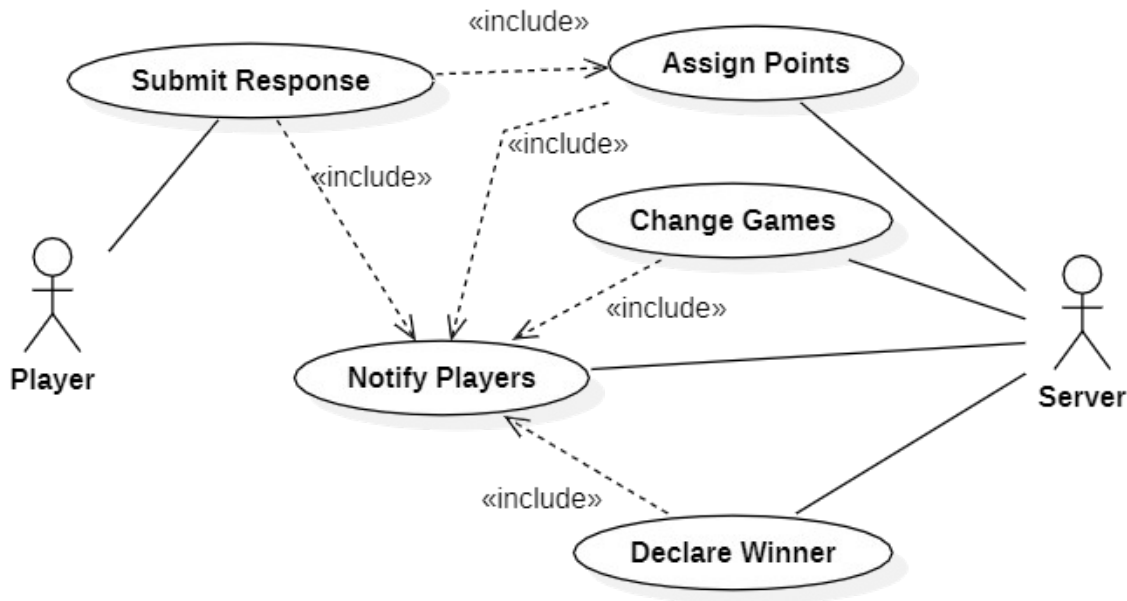 «include»
Submit Response
Assign Points
«include»
«include»
Change Games
«include»
Notify Players
Player
Server
«include»
Declare Winner